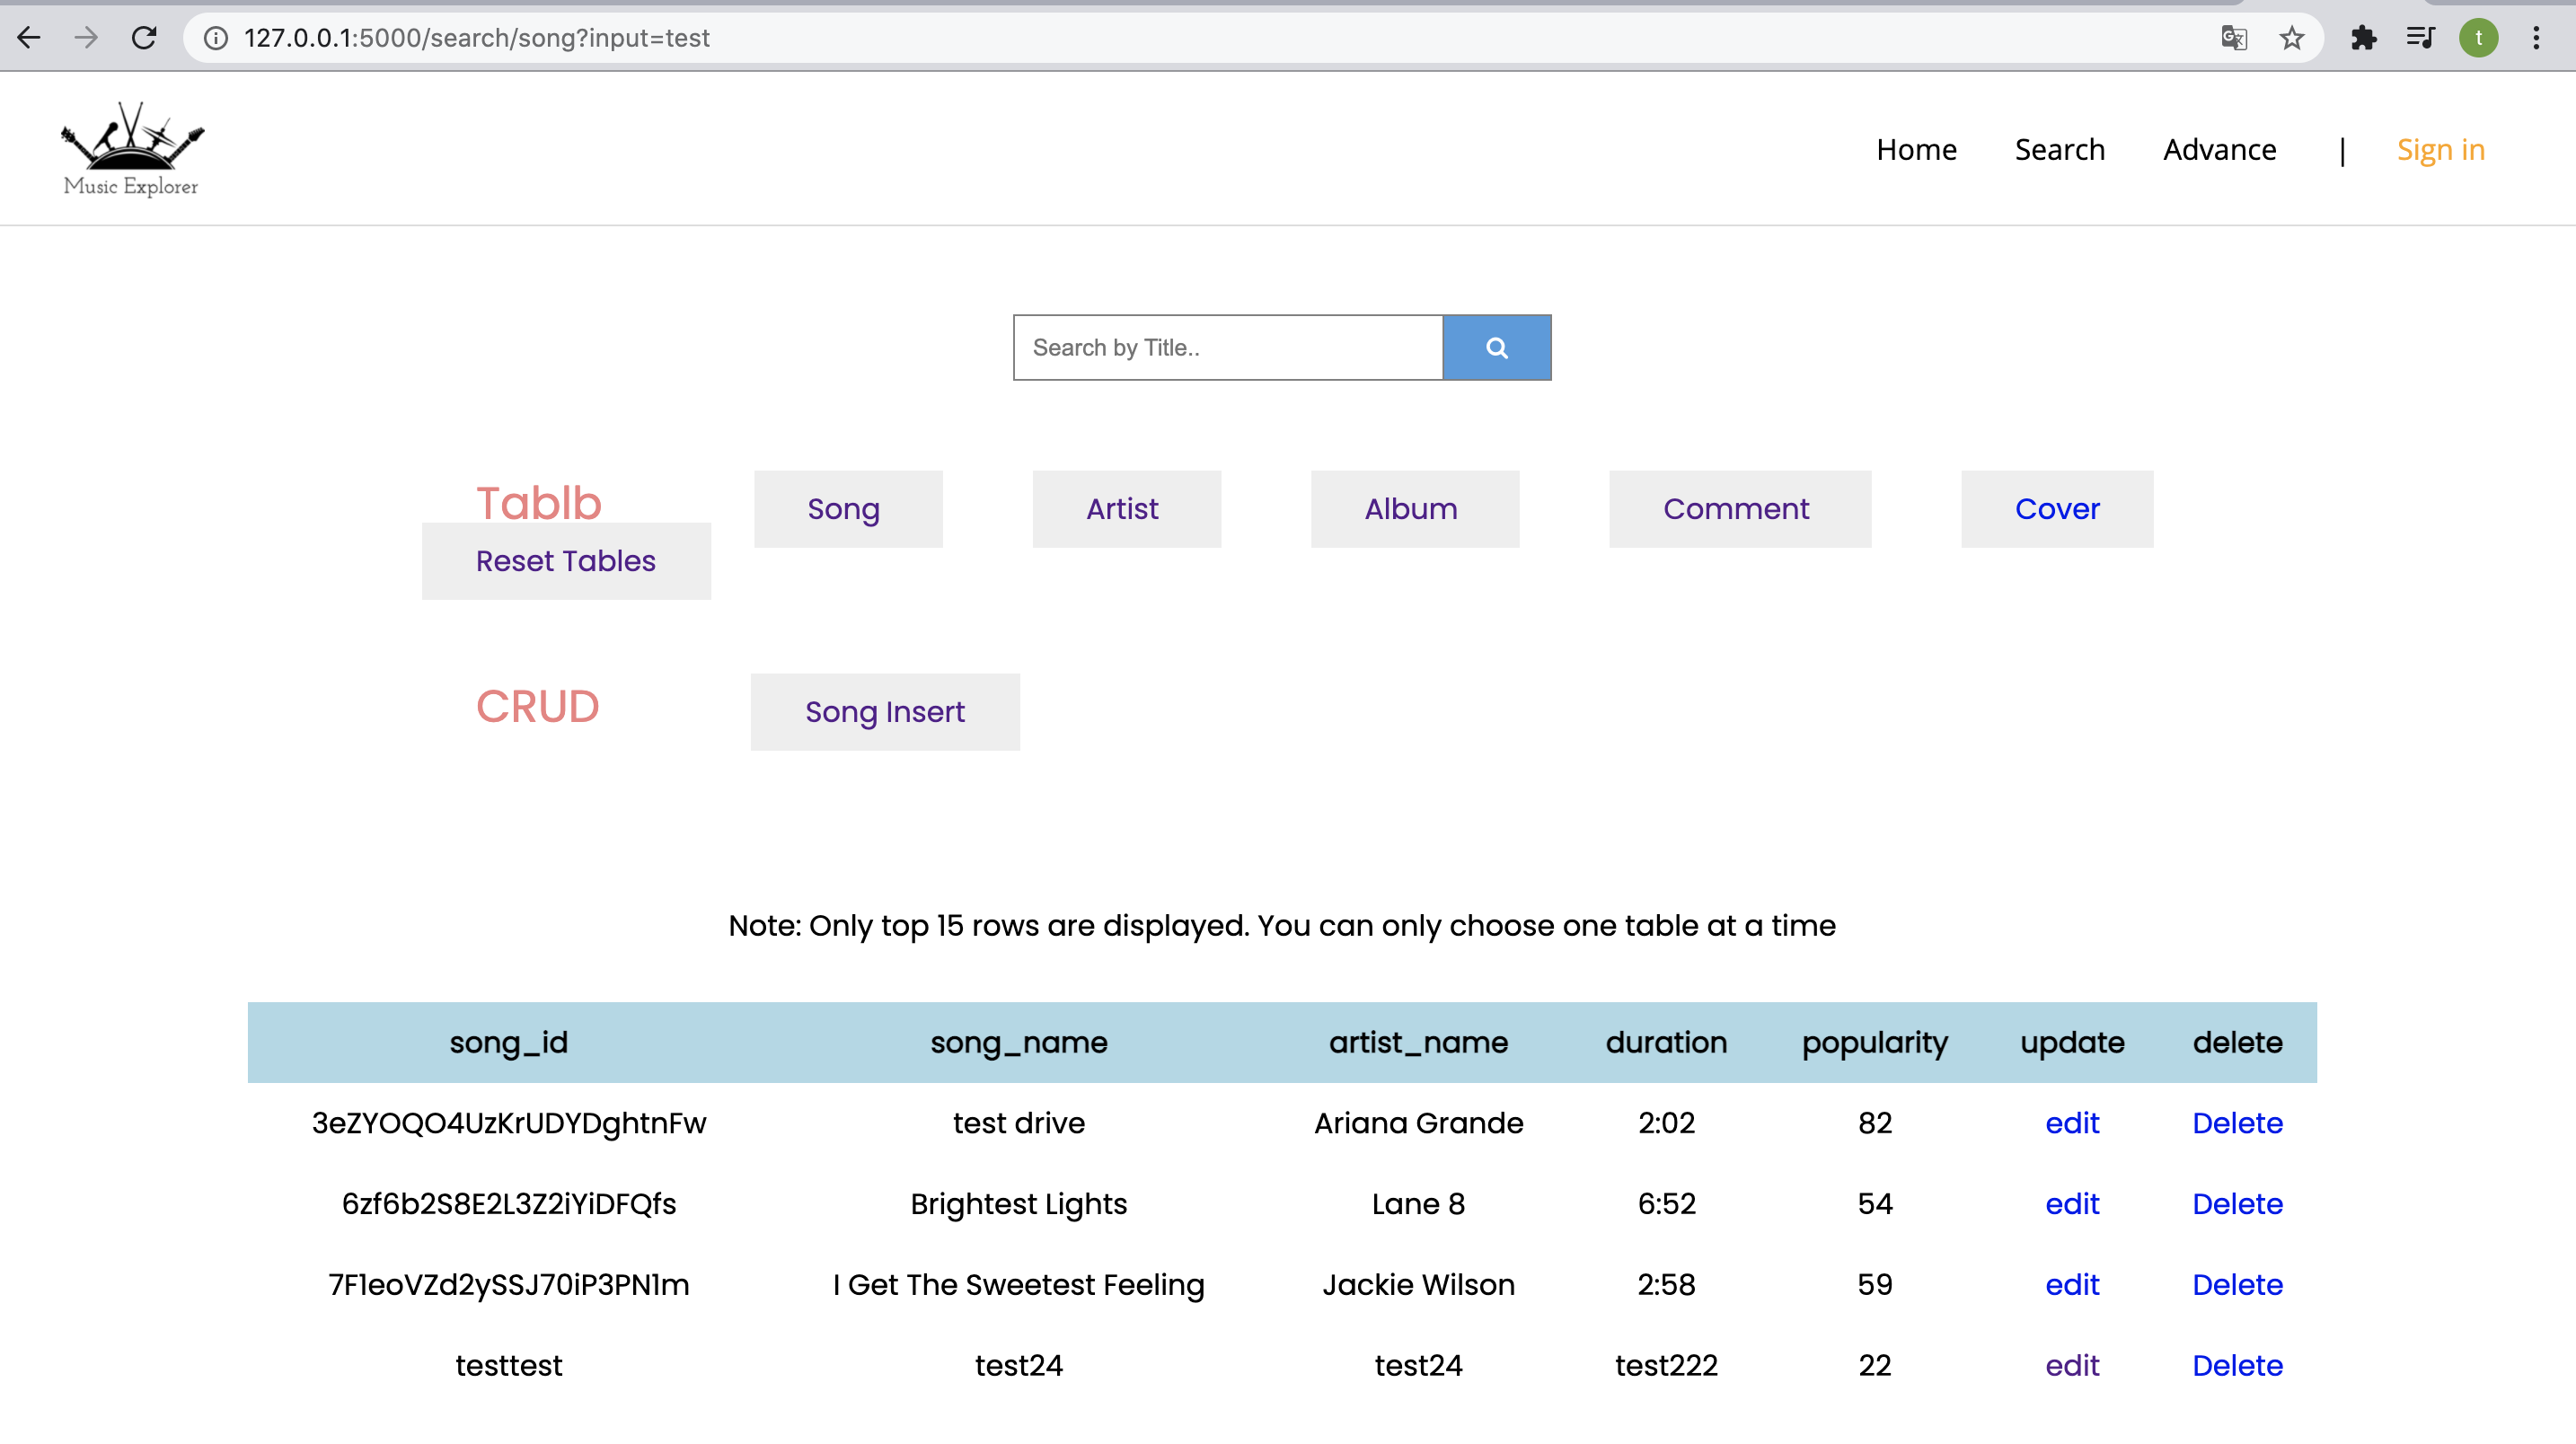 127.0.0.1:5000/search/song?input=test
t
Music Explorer
Home Search Advance | Sign in
Search by Title..
Tablb Song Artist Album Comment Cover
Reset Tables
CRUD Song Insert
Note: Only top 15 rows are displayed. You can only choose one table at a time
song_id song_name artist_name duration popularity update delete
3eZYOQO4UzKrUDYDghtnFw test drive Ariana Grande 2:02 82 edit Delete
6zf6b2S8E2L3Z2iYiDFQfs Brightest Lights Lane 8 6:52 54 edit Delete
7F1eoVZd2ySSJ70iP3PN1m I Get The Sweetest Feeling Jackie Wilson 2:58 59 edit Delete
testtest test24 test24 test222 22 edit Delete